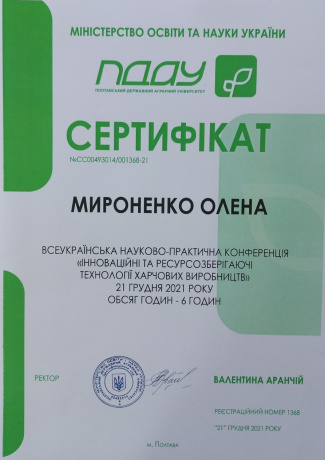 МІНІСТЕРСТВО ОСВІТИ ТА НАУКИ УКРАЇНИ
ПДАУ
ПОЛТАВСЬКИЙ ДЕРЖАВНИЙ АГРАРНИЙ УНІВЕРСИТЕТ
СЕРТИФІКАТ
№СС00493014/001368-21
МИРОНЕНКО ОЛЕНА
ВСЕУКРАЇНСЬКА НАУКОВО-ПРАКТИЧНА КОНФЕРЕНЦІЯ
«ІННОВАЦІЙНІ ТА РЕСУРСОЗБЕРІГАЮЧІ
ТЕХНОЛОГІЇ ХАРЧОВИХ ВИРОБНИЦТВ»
21 ГРУДНЯ 2021 РОКУ
ОБСЯГ ГОДИН - 6 ГОДИН
РЕКТОР
ВАЛЕНТИНА АРАНЧІЙ
РЕЄСТРАЦІЙНИЙ НОМЕР 1368
"21" ГРУДНЯ 2021 РОКУ
м. Полтава